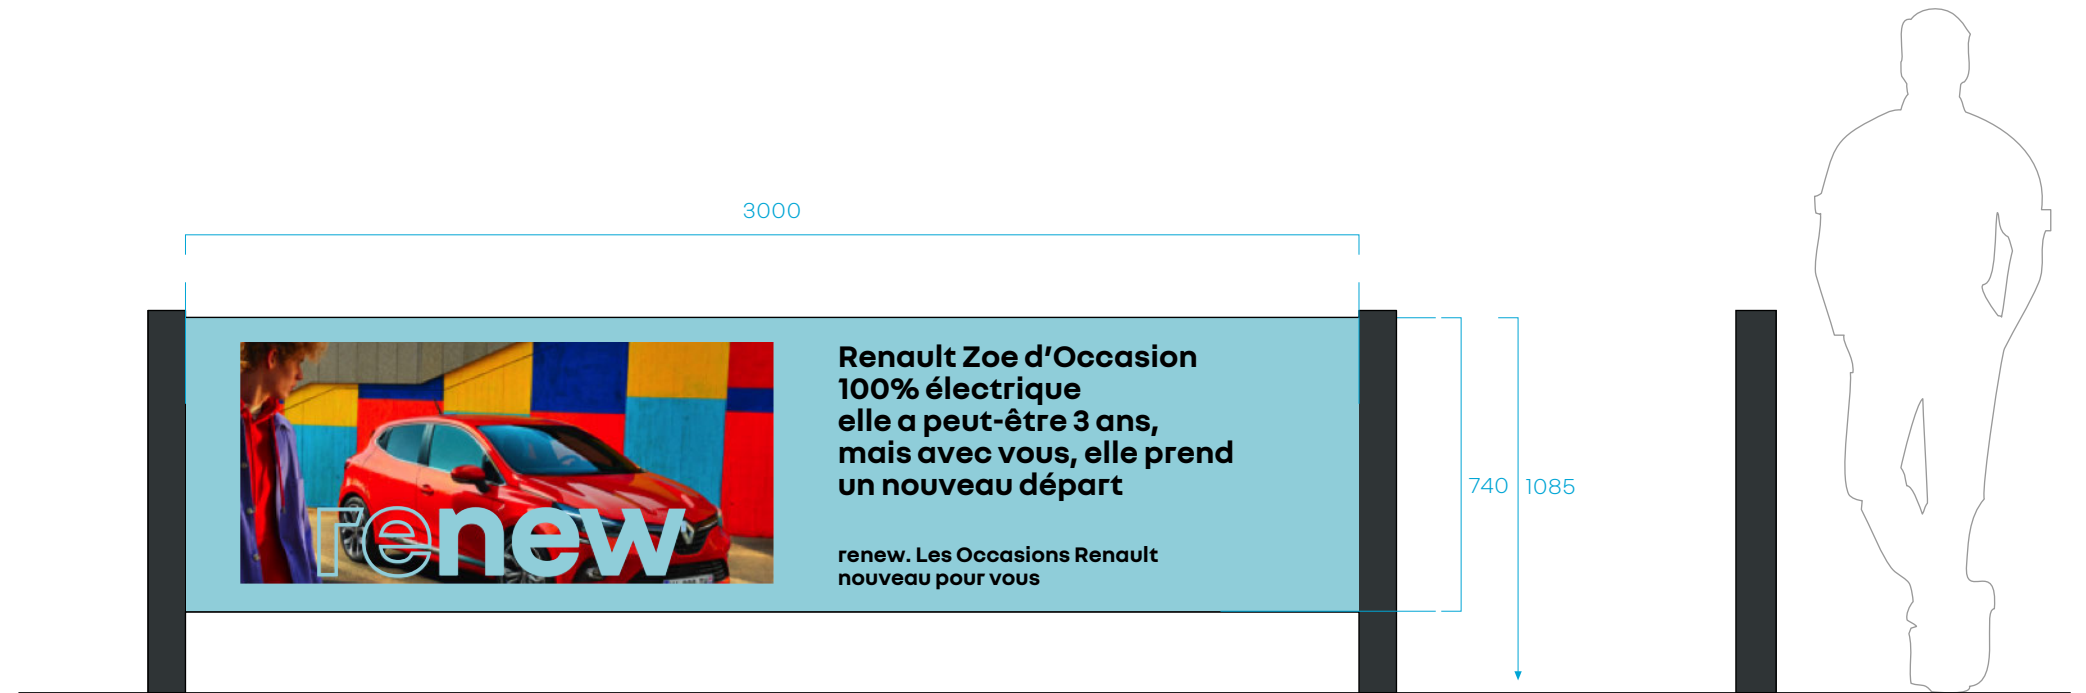 3000
renew
Renault Zoe d’Occasion
100% électrique
elle a peut-être 3 ans,
mais avec vous, elle prend
un nouveau départ
renew. Les Occasions Renault
nouveau pour vous
740
1085